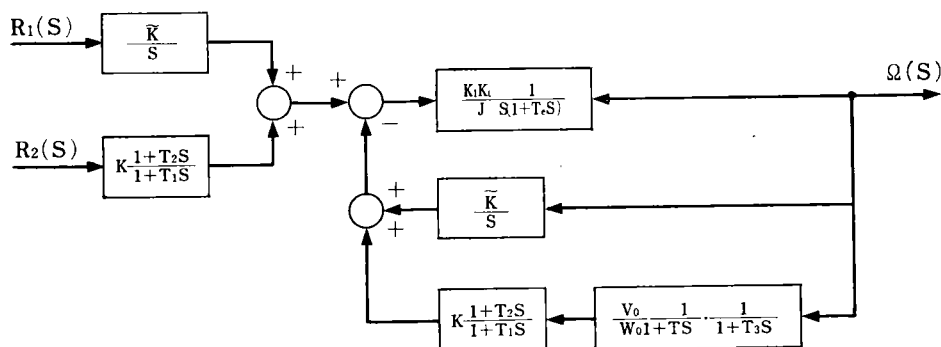 R₁(S)
K̃/S
+
+
+
−
K₁Kᵢ/J · 1/S(1+TₑS)
Ω(S)
R₂(S)
K (1+T₂S)/(1+T₁S)
+
+
K̃/S
K (1+T₂S)/(1+T₁S)
V₀/W₀ · 1/(1+TS) · 1/(1+T₃S)